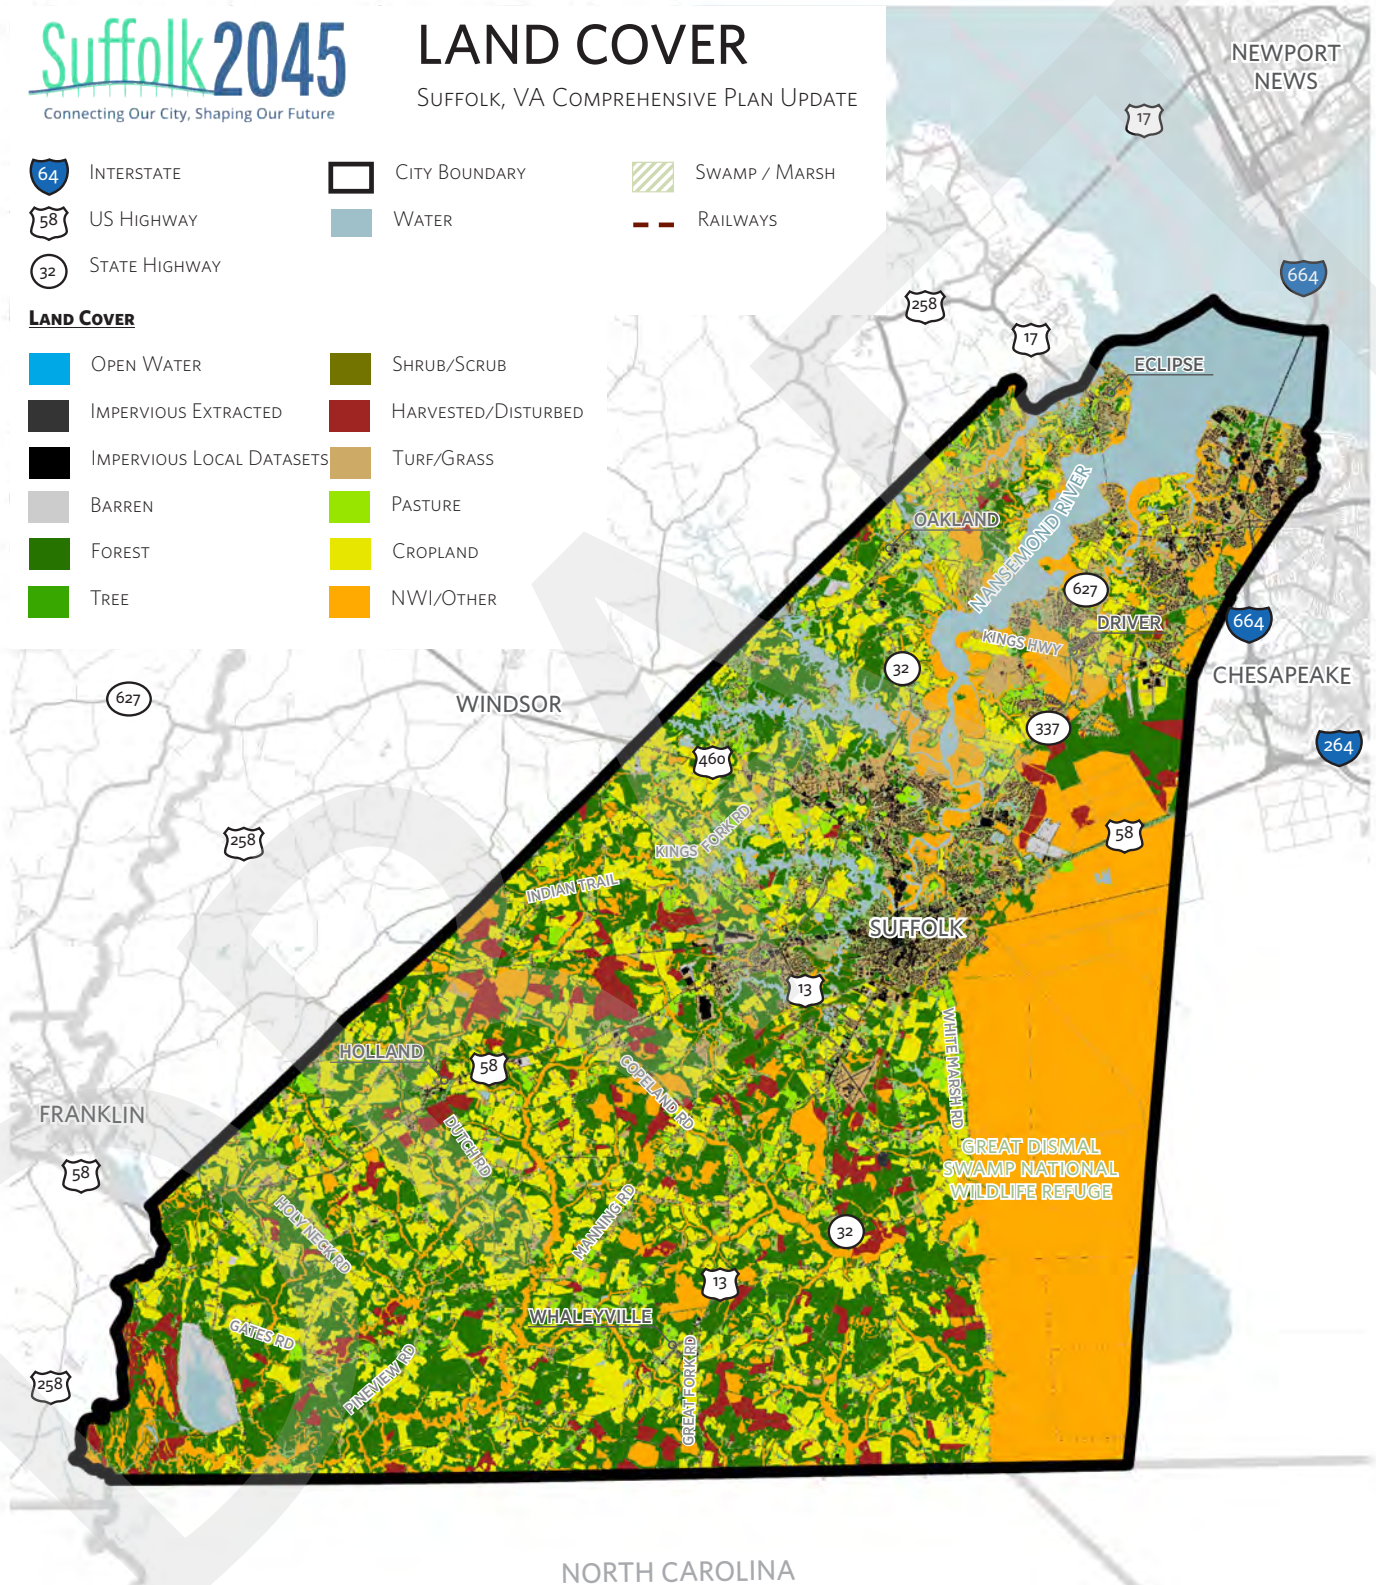 Suffolk 2045
Connecting Our City, Shaping Our Future
LAND COVER
SUFFOLK, VA COMPREHENSIVE PLAN UPDATE
64 INTERSTATE
58 US HIGHWAY
32 STATE HIGHWAY
CITY BOUNDARY
WATER
SWAMP / MARSH
RAILWAYS
LAND COVER
OPEN WATER
IMPERVIOUS EXTRACTED
IMPERVIOUS LOCAL DATASETS
BARREN
FOREST
TREE
SHRUB/SCRUB
HARVESTED/DISTURBED
TURF/GRASS
PASTURE
CROPLAND
NWI/OTHER
NEWPORT
NEWS
17
664
258
17
ECLIPSE
OAKLAND
NANSEMOND RIVER
627
DRIVER
664
KINGS HWY
32
CHESAPEAKE
627
WINDSOR
337
264
460
58
258
KINGS FORK RD
INDIAN TRAIL
SUFFOLK
13
WHITE MARSH RD
HOLLAND
58
COPELAND RD
FRANKLIN
DUTCH RD
GREAT DISMAL
SWAMP NATIONAL
WILDLIFE REFUGE
58
HOLY NECK RD
MANNING RD
32
13
WHALEYVILLE
GATES RD
PINEVIEW RD
GREAT FORK RD
258
NORTH CAROLINA
DRAFT